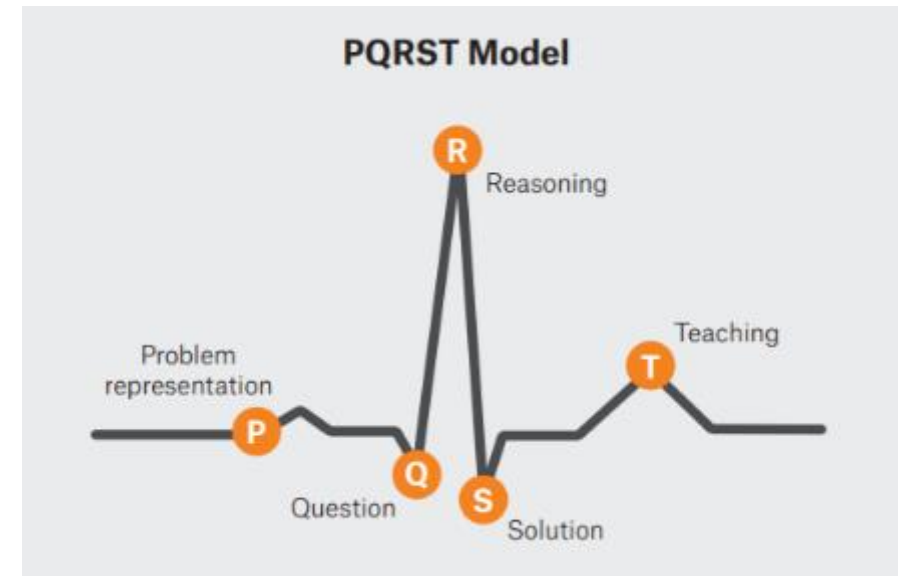 PQRST Model
R
Reasoning
Teaching
T
Problem
representation
P
Q
Question
S
Solution